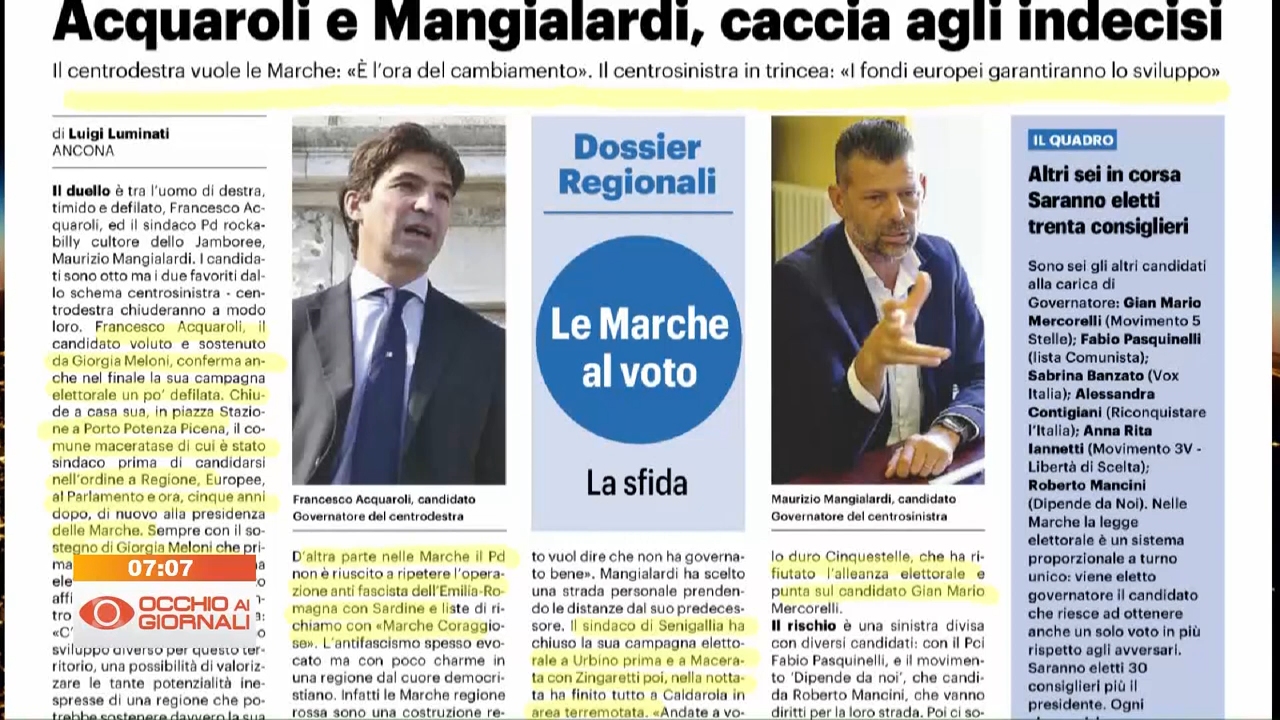 Acquaroli e Mangialardi, caccia agli indecisi
Il centrodestra vuole le Marche: «È l'ora del cambiamento». Il centrosinistra in trincea: «I fondi europei garantiranno lo sviluppo»
di Luigi Luminati
ANCONA
Il duello è tra l'uomo di destra,
timido e defilato, Francesco Ac-
quaroli, ed il sindaco Pd rocka-
billy cultore dello Jamboree,
Maurizio Mangialardi. I candida-
ti sono otto ma i due favoriti dal-
lo schema centrosinistra - cen-
trodestra chiuderanno a modo
loro. Francesco Acquaroli, il
candidato voluto e sostenuto
da Giorgia Meloni, conferma an-
che nel finale la sua campagna
elettorale un po' defilata. Chiu-
de a casa sua, in piazza Stazio-
ne a Porto Potenza Picena, il co-
mune maceratase di cui è stato
sindaco prima di candidarsi
nell'ordine a Regione, Europee,
al Parlamento e ora, cinque anni
dopo, di nuovo alla presidenza
delle Marche. Sempre con il so-
stegno di Giorgia Meloni che pri-
07:07
OCCHIO AI
GIORNALI
sviluppo diverso per questo ter-
ritorio, una possibilità di valoriz-
zare le tante potenzialità ine-
spresse di una regione che po-
trebbe sostenere davvero la sua
Francesco Acquaroli, candidato
Governatore del centrodestra
D'altra parte nelle Marche il Pd
non è riuscito a ripetere l'opera-
zione anti fascista dell'Emilia-Ro-
magna con Sardine e liste di ri-
chiamo con «Marche Coraggio-
se». L'antifascismo spesso evo-
cato ma con poco charme in
una regione dal cuore democri-
stiano. Infatti le Marche regione
rossa sono una costruzione re-
Dossier
Regionali
Le Marche
al voto
La sfida
to vuol dire che non ha governa-
to bene». Mangialardi ha scelto
una strada personale prenden-
do le distanze dal suo predeces-
sore. Il sindaco di Senigallia ha
chiuso la sua campagna eletto-
rale a Urbino prima e a Macera-
ta con Zingaretti poi, nella notta-
ta ha finito tutto a Caldarola in
area terremotata. «Andate a vo-
Maurizio Mangialardi, candidato
Governatore del centrosinistra
lo duro Cinquestelle, che ha ri-
fiutato l'alleanza elettorale e
punta sul candidato Gian Mario
Mercorelli.
Il rischio è una sinistra divisa
con diversi candidati: con il Pci
Fabio Pasquinelli, e il movimen-
to 'Dipende da noi', che candi-
da Roberto Mancini, che vanno
diritti per la loro strada. Poi ci so-
IL QUADRO
Altri sei in corsa
Saranno eletti
trenta consiglieri
Sono sei gli altri candidati
alla carica di
Governatore: Gian Mario
Mercorelli (Movimento 5
Stelle); Fabio Pasquinelli
(lista Comunista);
Sabrina Banzato (Vox
Italia); Alessandra
Contigiani (Riconquistare
l'Italia); Anna Rita
Iannetti (Movimento 3V -
Libertà di Scelta);
Roberto Mancini
(Dipende da Noi). Nelle
Marche la legge
elettorale è un sistema
proporzionale a turno
unico: viene eletto
governatore il candidato
che riesce ad ottenere
anche un solo voto in più
rispetto agli avversari.
Saranno eletti 30
consiglieri più il
presidente. Ogni